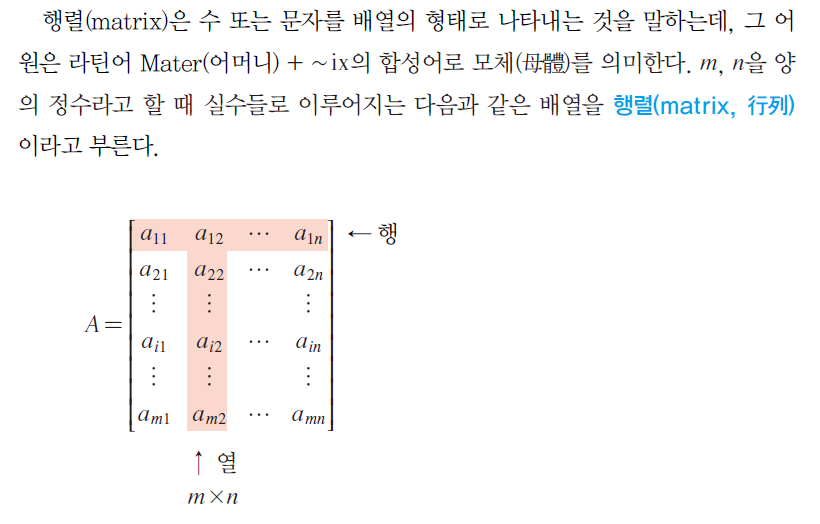 행렬(matrix)은 수 또는 문자를 배열의 형태로 나타내는 것을 말하는데, 그 어
원은 라틴어 Mater(어머니) + ~ix의 합성어로 모체(母體)를 의미한다. m, n을 양
의 정수라고 할 때 실수들로 이루어지는 다음과 같은 배열을 행렬(matrix, 行列)
이라고 부른다.
a₁₁ a₁₂ ⋯ a₁ₙ ← 행
a₂₁ a₂₂ ⋯ a₂ₙ
⋮ ⋮ ⋮
A =
aᵢ₁ aᵢ₂ ⋯ aᵢₙ
⋮ ⋮ ⋮
aₘ₁ aₘ₂ ⋯ aₘₙ
↑ 열
m×n